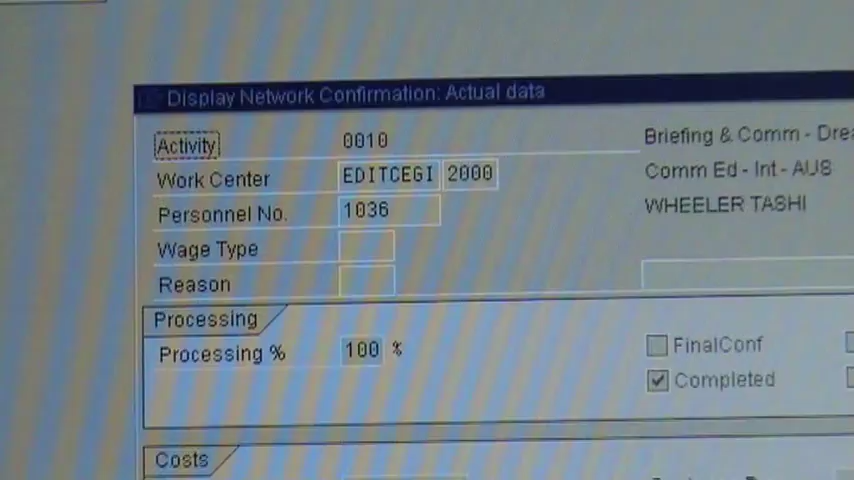 Display Network Confirmation: Actual data
Activity 0010 Briefing & Comm - Drea
Work Center EDITCEGI 2000 Comm Ed - Int - AUS
Personnel No. 1036 WHEELER TASHI
Wage Type
Reason
Processing
Processing % 100 % FinalConf
Completed
Costs